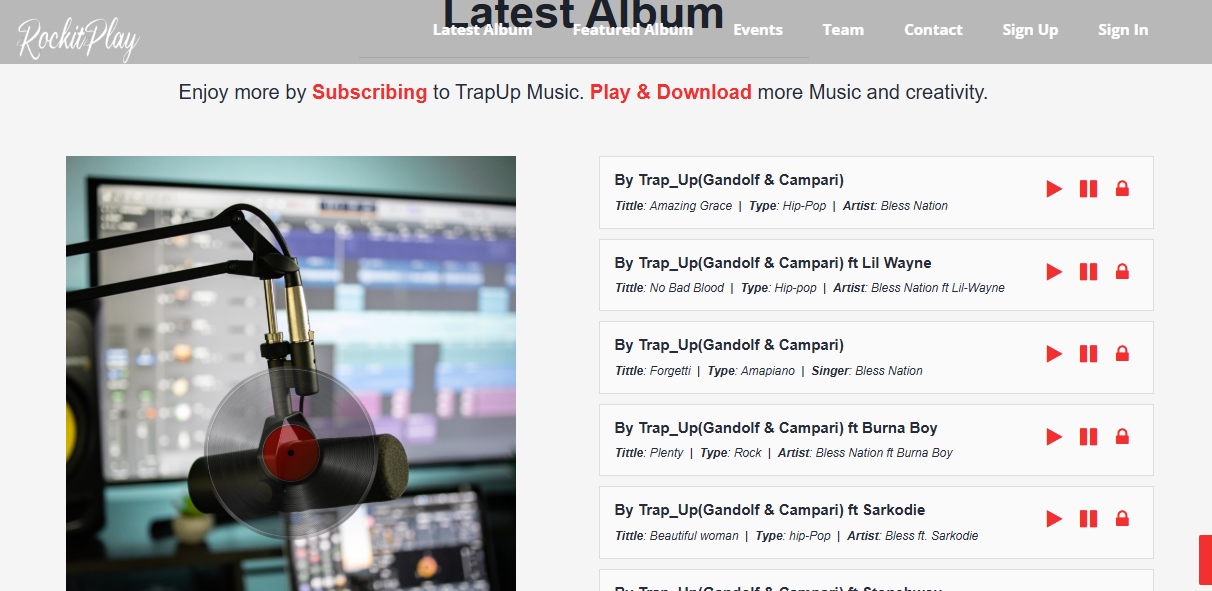 Latest Album
RockitPlay
Latest Album
Featured Album
Events
Team
Contact
Sign Up
Sign In
Enjoy more by Subscribing to TrapUp Music. Play & Download more Music and creativity.
By Trap_Up(Gandolf & Campari)
Tittle: Amazing Grace | Type: Hip-Pop | Artist: Bless Nation
By Trap_Up(Gandolf & Campari) ft Lil Wayne
Tittle: No Bad Blood | Type: Hip-pop | Artist: Bless Nation ft Lil-Wayne
By Trap_Up(Gandolf & Campari)
Tittle: Forgetti | Type: Amapiano | Singer: Bless Nation
By Trap_Up(Gandolf & Campari) ft Burna Boy
Tittle: Plenty | Type: Rock | Artist: Bless Nation ft Burna Boy
By Trap_Up(Gandolf & Campari) ft Sarkodie
Tittle: Beautiful woman | Type: hip-Pop | Artist: Bless ft. Sarkodie
By Trap_Up(Gandolf & Campari) ft